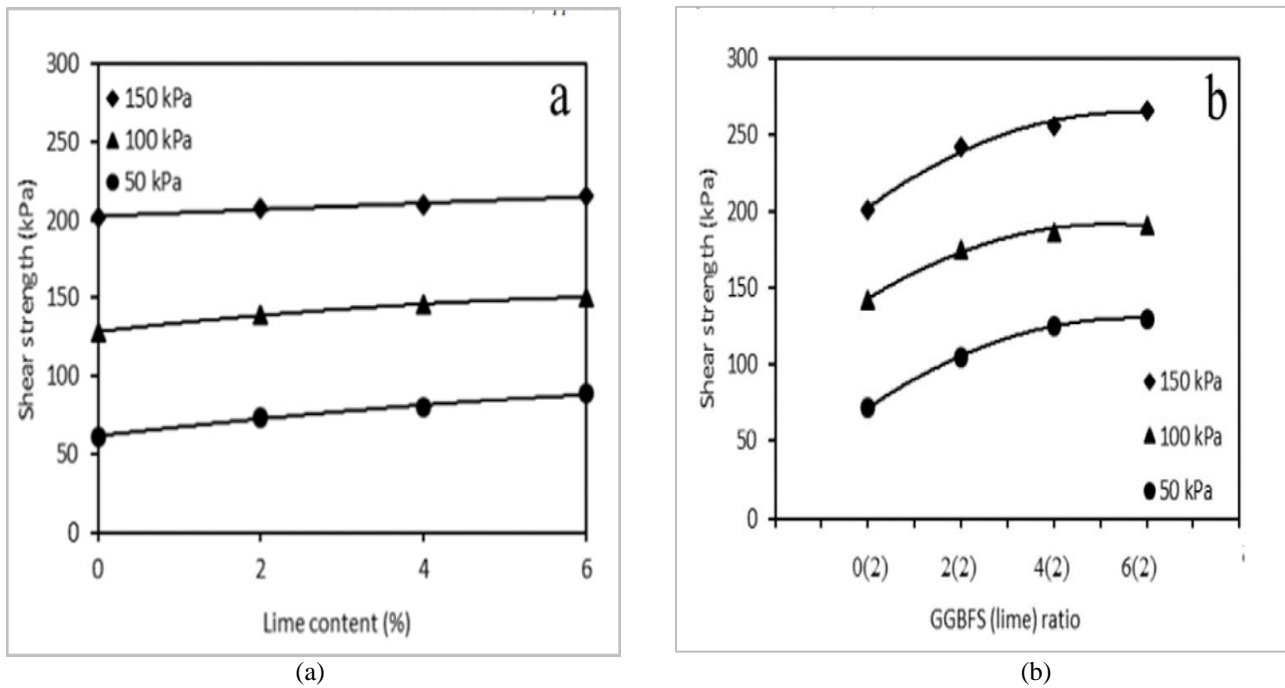 a
300
250
200
150
100
50
0
150 kPa
100 kPa
50 kPa
Shear strength (kPa)
0 2 4 6
Lime content (%)
(a)
b
300
250
200
150
100
50
0
Shear strength (kPa)
150 kPa
100 kPa
50 kPa
0(2) 2(2) 4(2) 6(2)
GGBFS (lime) ratio
(b)